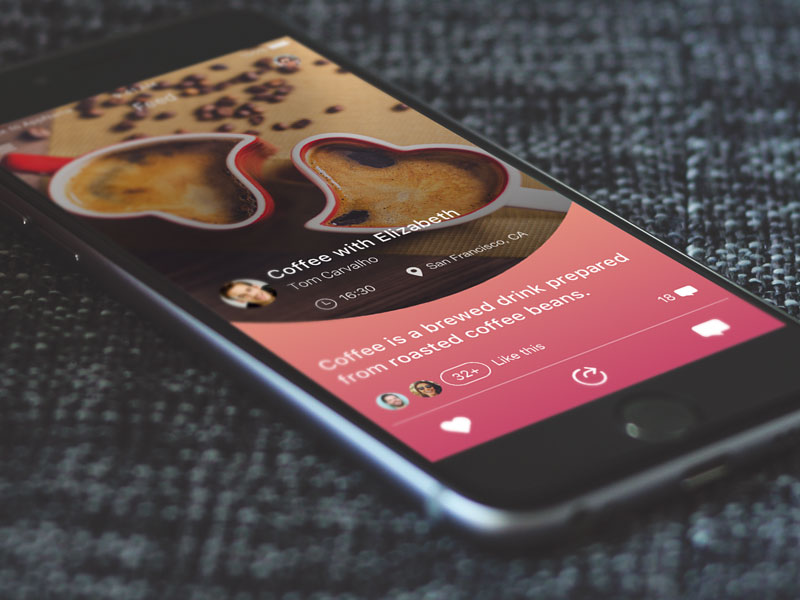 Feed
Coffee with Elizabeth
Tom Carvalho
16:30
San Francisco, CA
Coffee is a brewed drink prepared
from roasted coffee beans.
32+ Like this
18